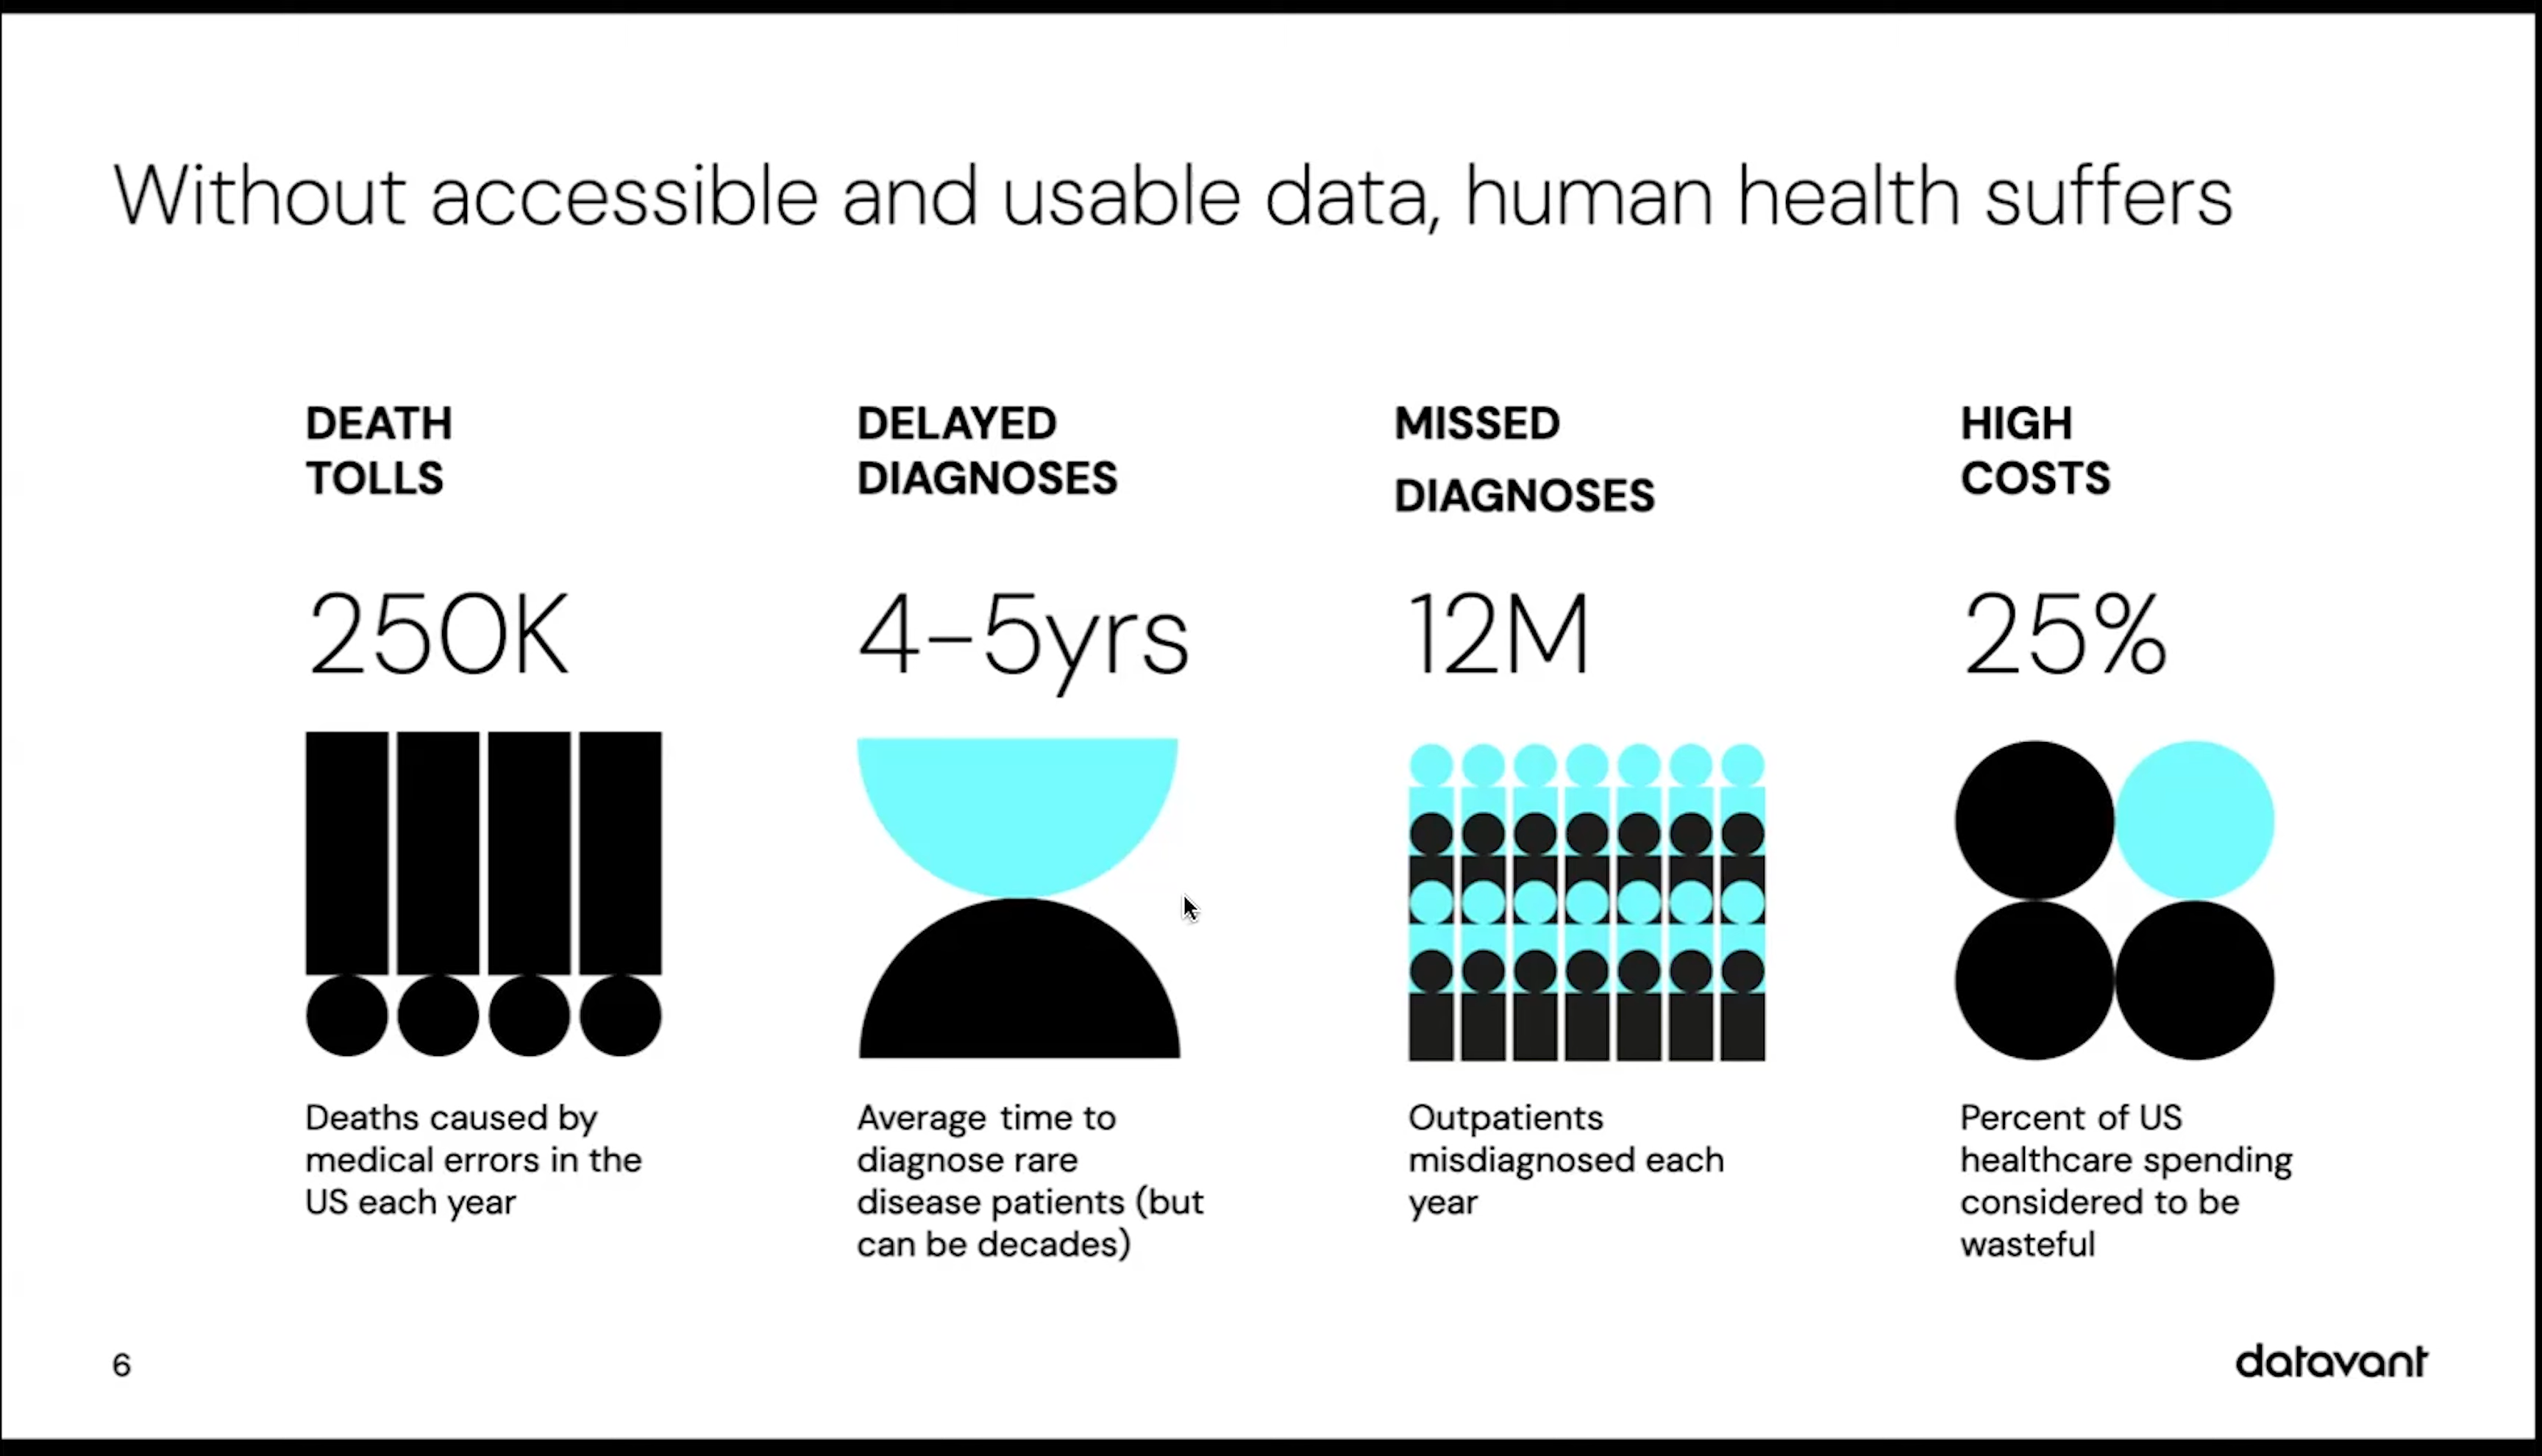 Without accessible and usable data, human health suffers
DEATH
TOLLS
250K
Deaths caused by
medical errors in the
US each year
DELAYED
DIAGNOSES
4–5yrs
Average time to
diagnose rare
disease patients (but
can be decades)
MISSED
DIAGNOSES
12M
Outpatients
misdiagnosed each
year
HIGH
COSTS
25%
Percent of US
healthcare spending
considered to be
wasteful
6
datavant